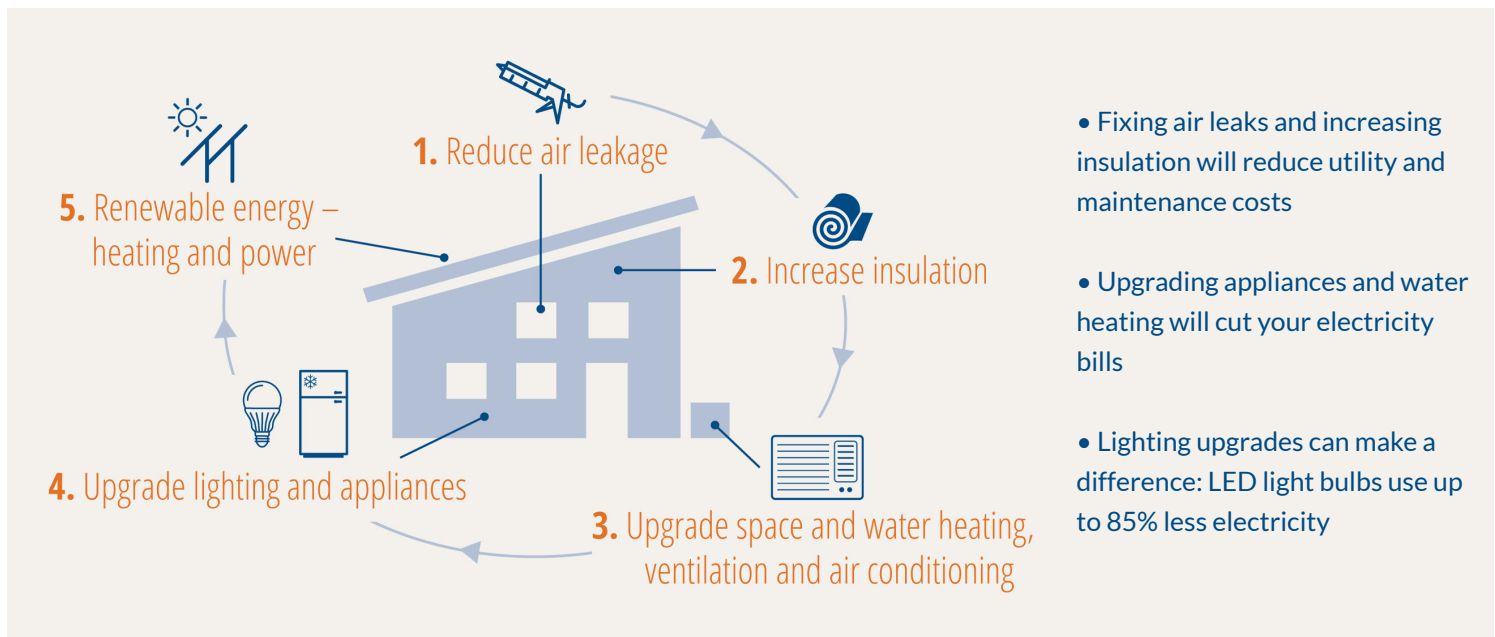 1. Reduce air leakage
2. Increase insulation
3. Upgrade space and water heating,
ventilation and air conditioning
4. Upgrade lighting and appliances
5. Renewable energy –
heating and power
• Fixing air leaks and increasing
insulation will reduce utility and
maintenance costs
• Upgrading appliances and water
heating will cut your electricity
bills
• Lighting upgrades can make a
difference: LED light bulbs use up
to 85% less electricity